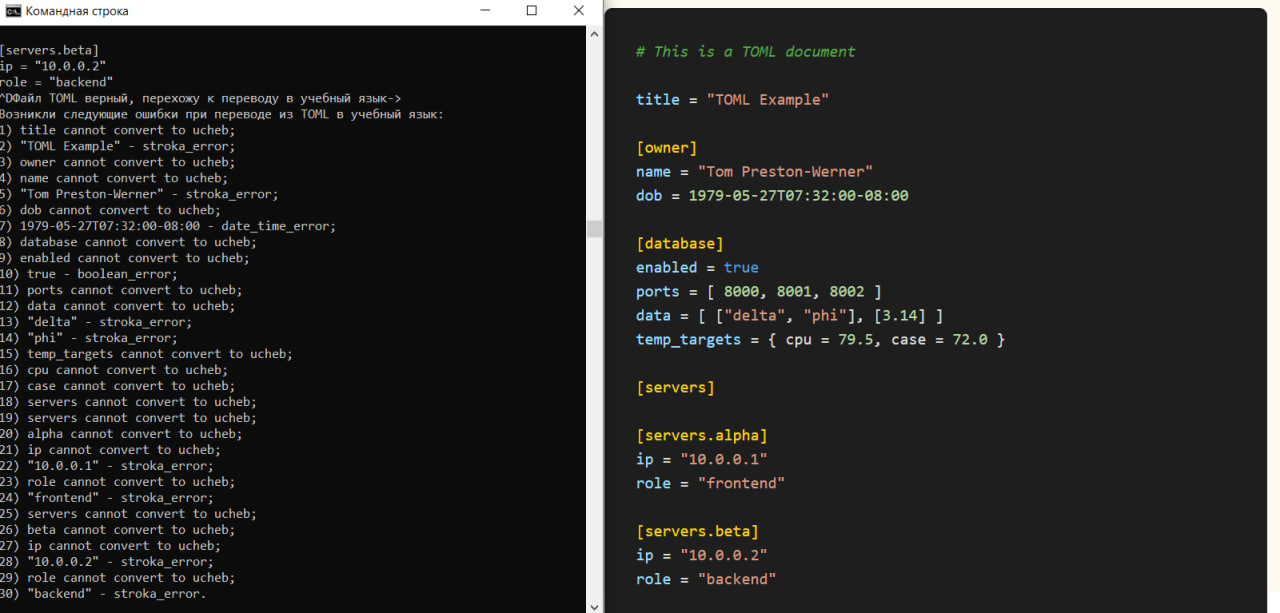 Командная строка
[servers.beta]
ip = "10.0.0.2"
role = "backend"
^DФайл TOML верный, перехожу к переводу в учебный язык->
Возникли следующие ошибки при переводе из TOML в учебный язык:
1) title cannot convert to ucheb;
2) "TOML Example" - stroka_error;
3) owner cannot convert to ucheb;
4) name cannot convert to ucheb;
5) "Tom Preston-Werner" - stroka_error;
6) dob cannot convert to ucheb;
7) 1979-05-27T07:32:00-08:00 - date_time_error;
8) database cannot convert to ucheb;
9) enabled cannot convert to ucheb;
10) true - boolean_error;
11) ports cannot convert to ucheb;
12) data cannot convert to ucheb;
13) "delta" - stroka_error;
14) "phi" - stroka_error;
15) temp_targets cannot convert to ucheb;
16) cpu cannot convert to ucheb;
17) case cannot convert to ucheb;
18) servers cannot convert to ucheb;
19) servers cannot convert to ucheb;
20) alpha cannot convert to ucheb;
21) ip cannot convert to ucheb;
22) "10.0.0.1" - stroka_error;
23) role cannot convert to ucheb;
24) "frontend" - stroka_error;
25) servers cannot convert to ucheb;
26) beta cannot convert to ucheb;
27) ip cannot convert to ucheb;
28) "10.0.0.2" - stroka_error;
29) role cannot convert to ucheb;
30) "backend" - stroka_error.
# This is a TOML document
title = "TOML Example"
[owner]
name = "Tom Preston-Werner"
dob = 1979-05-27T07:32:00-08:00
[database]
enabled = true
ports = [ 8000, 8001, 8002 ]
data = [ ["delta", "phi"], [3.14] ]
temp_targets = { cpu = 79.5, case = 72.0 }
[servers]
[servers.alpha]
ip = "10.0.0.1"
role = "frontend"
[servers.beta]
ip = "10.0.0.2"
role = "backend"